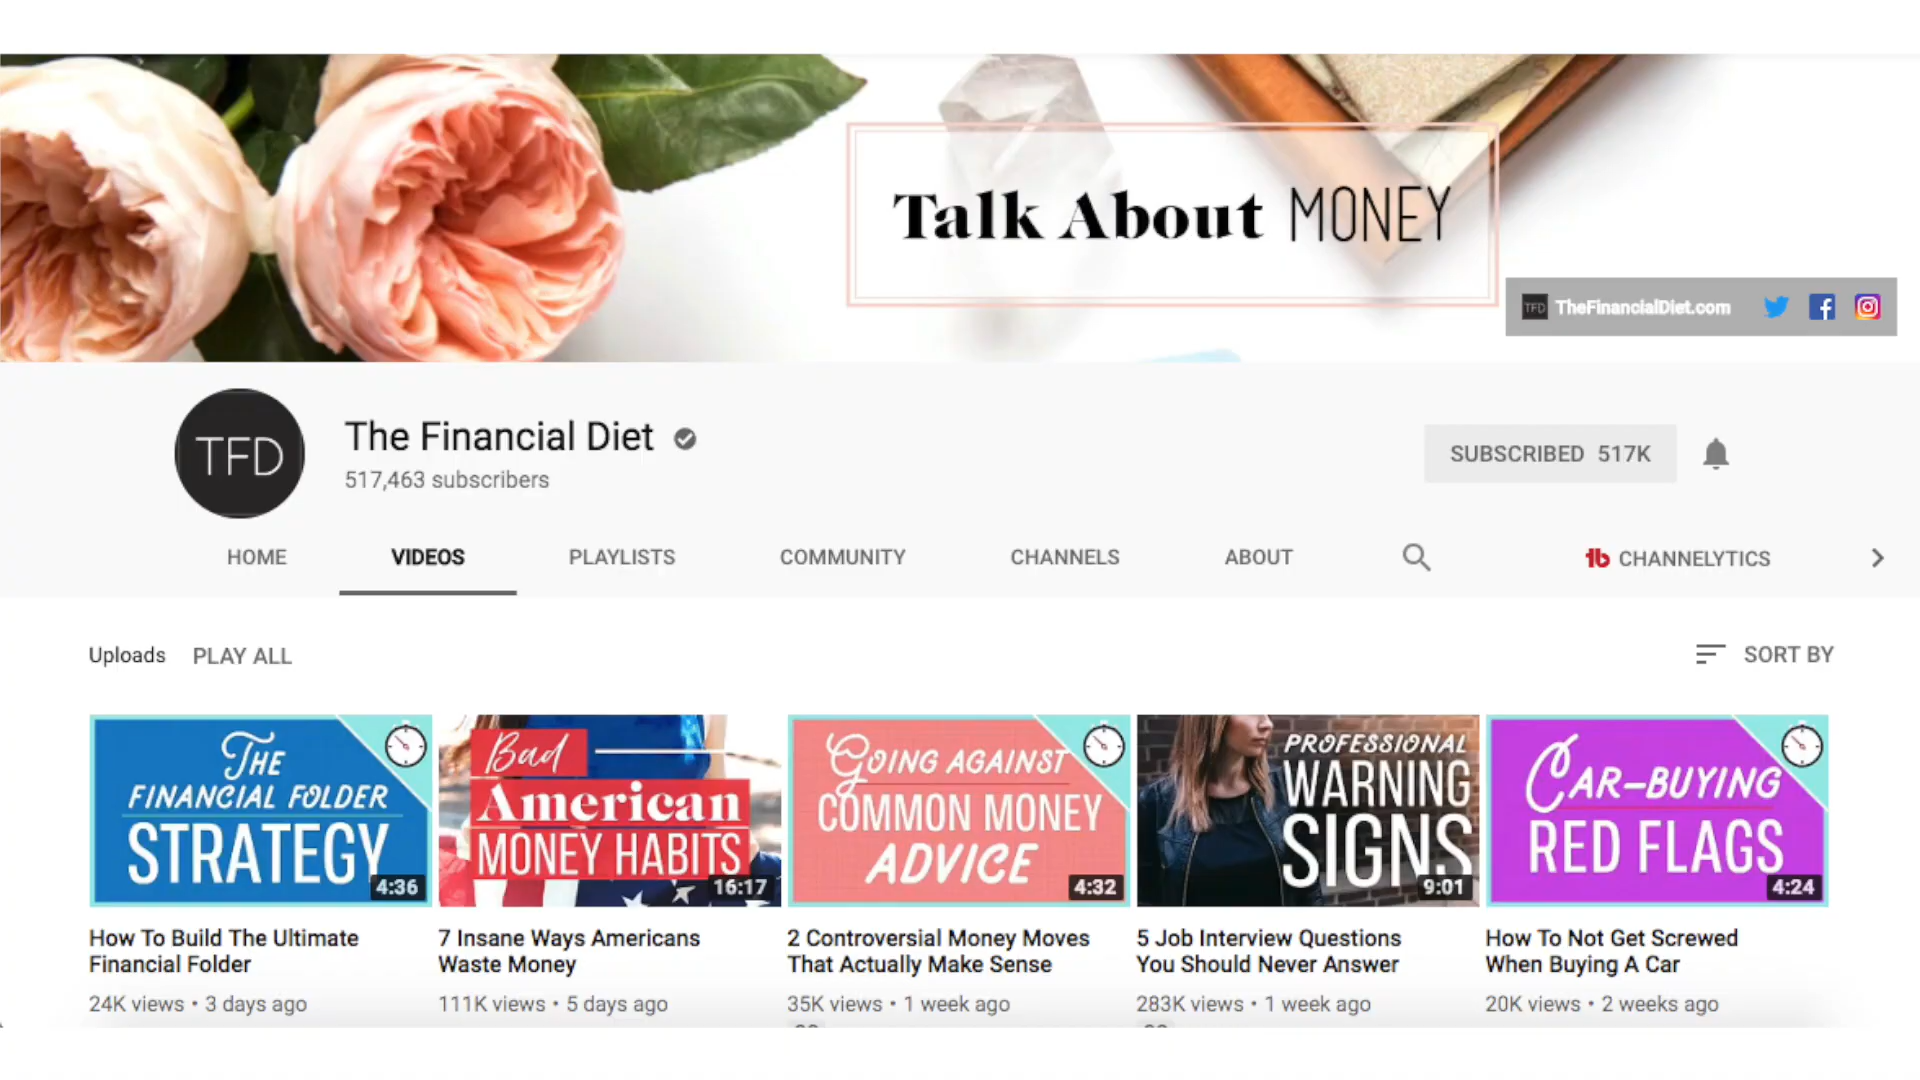 Talk About MONEY
TFD TheFinancialDiet.com
TFD
The Financial Diet
517,463 subscribers
SUBSCRIBED 517K
HOME VIDEOS PLAYLISTS COMMUNITY CHANNELS ABOUT tb CHANNELYTICS
Uploads PLAY ALL SORT BY
THE
FINANCIAL FOLDER
STRATEGY
4:36
Bad
American
MONEY HABITS
16:17
GOING AGAINST
COMMON MONEY
ADVICE
4:32
PROFESSIONAL
WARNING
SIGNS
9:01
CAR-BUYING
RED FLAGS
4:24
How To Build The Ultimate
Financial Folder
24K views • 3 days ago
7 Insane Ways Americans
Waste Money
111K views • 5 days ago
2 Controversial Money Moves
That Actually Make Sense
35K views • 1 week ago
5 Job Interview Questions
You Should Never Answer
283K views • 1 week ago
How To Not Get Screwed
When Buying A Car
20K views • 2 weeks ago